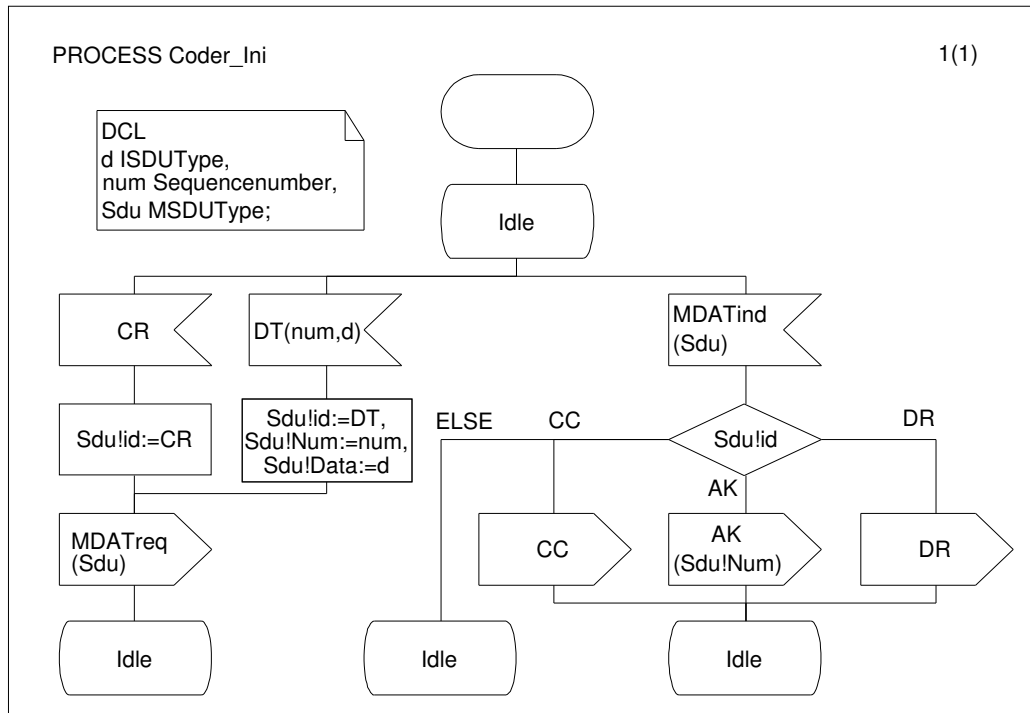 PROCESS Coder_Ini
1(1)
DCL
d ISDUType,
num Sequencenumber,
Sdu MSDUType;
Idle
CR
DT(num,d)
MDATind
(Sdu)
Sdu!id:=CR
Sdu!id:=DT,
Sdu!Num:=num,
Sdu!Data:=d
ELSE
CC
Sdu!id
DR
AK
MDATreq
(Sdu)
CC
AK
(Sdu!Num)
DR
Idle
Idle
Idle